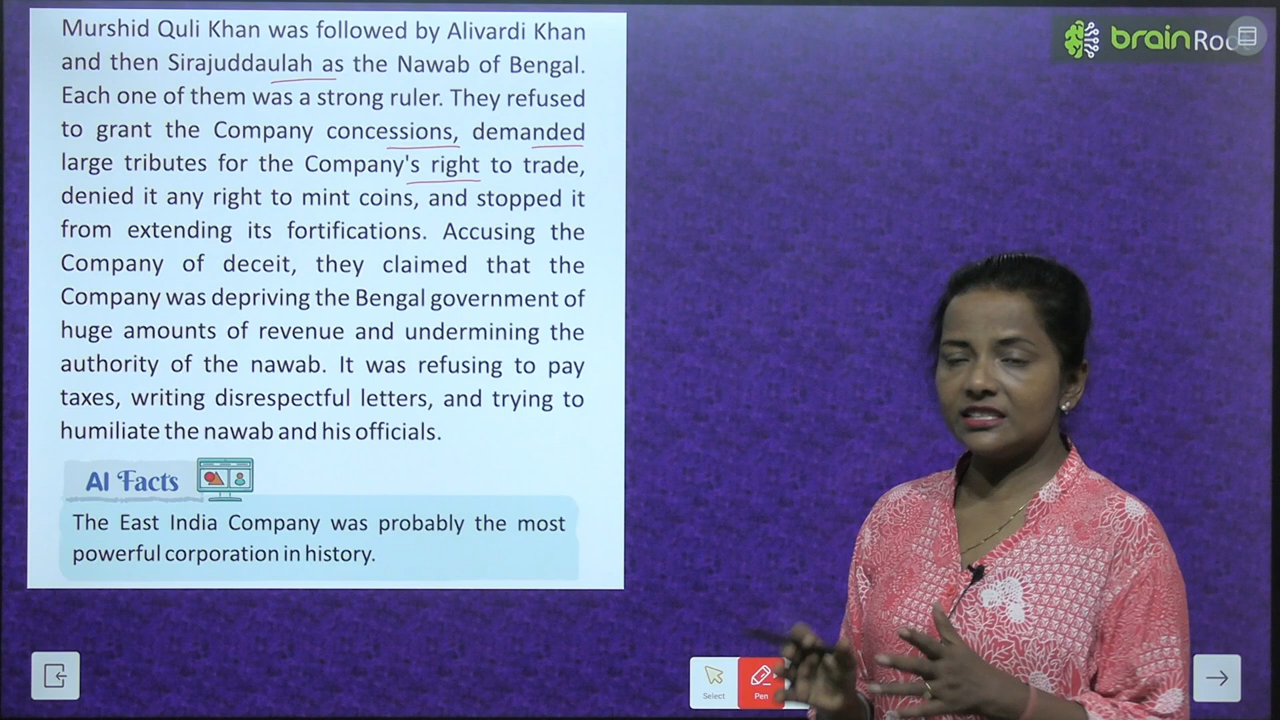 Murshid Quli Khan was followed by Alivardi Khan
and then Sirajuddaulah as the Nawab of Bengal.
Each one of them was a strong ruler. They refused
to grant the Company concessions, demanded
large tributes for the Company's right to trade,
denied it any right to mint coins, and stopped it
from extending its fortifications. Accusing the
Company of deceit, they claimed that the
Company was depriving the Bengal government of
huge amounts of revenue and undermining the
authority of the nawab. It was refusing to pay
taxes, writing disrespectful letters, and trying to
humiliate the nawab and his officials.
AI Facts
The East India Company was probably the most
powerful corporation in history.
brain
Select
Pen